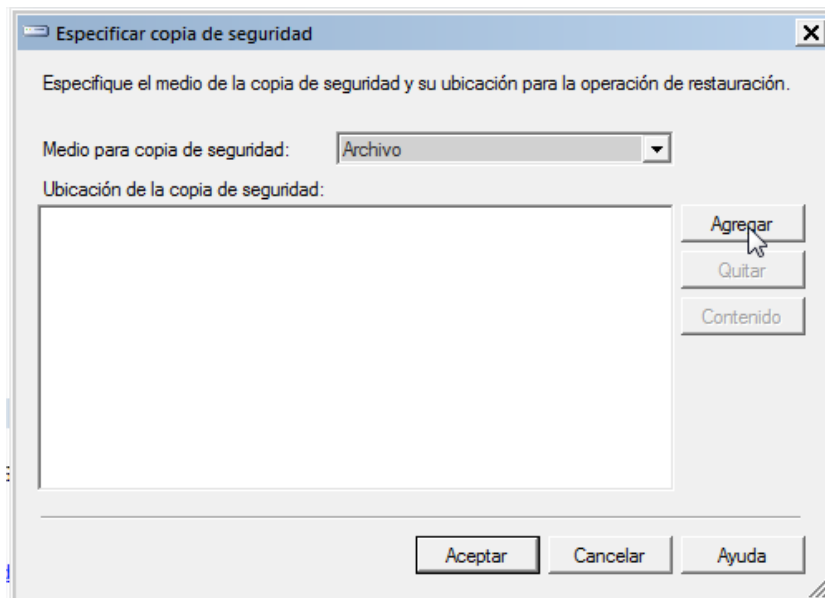 Especificar copia de seguridad
Especifique el medio de la copia de seguridad y su ubicación para la operación de restauración.
Medio para copia de seguridad: Archivo
Ubicación de la copia de seguridad:
Agregar
Quitar
Contenido
Aceptar Cancelar Ayuda